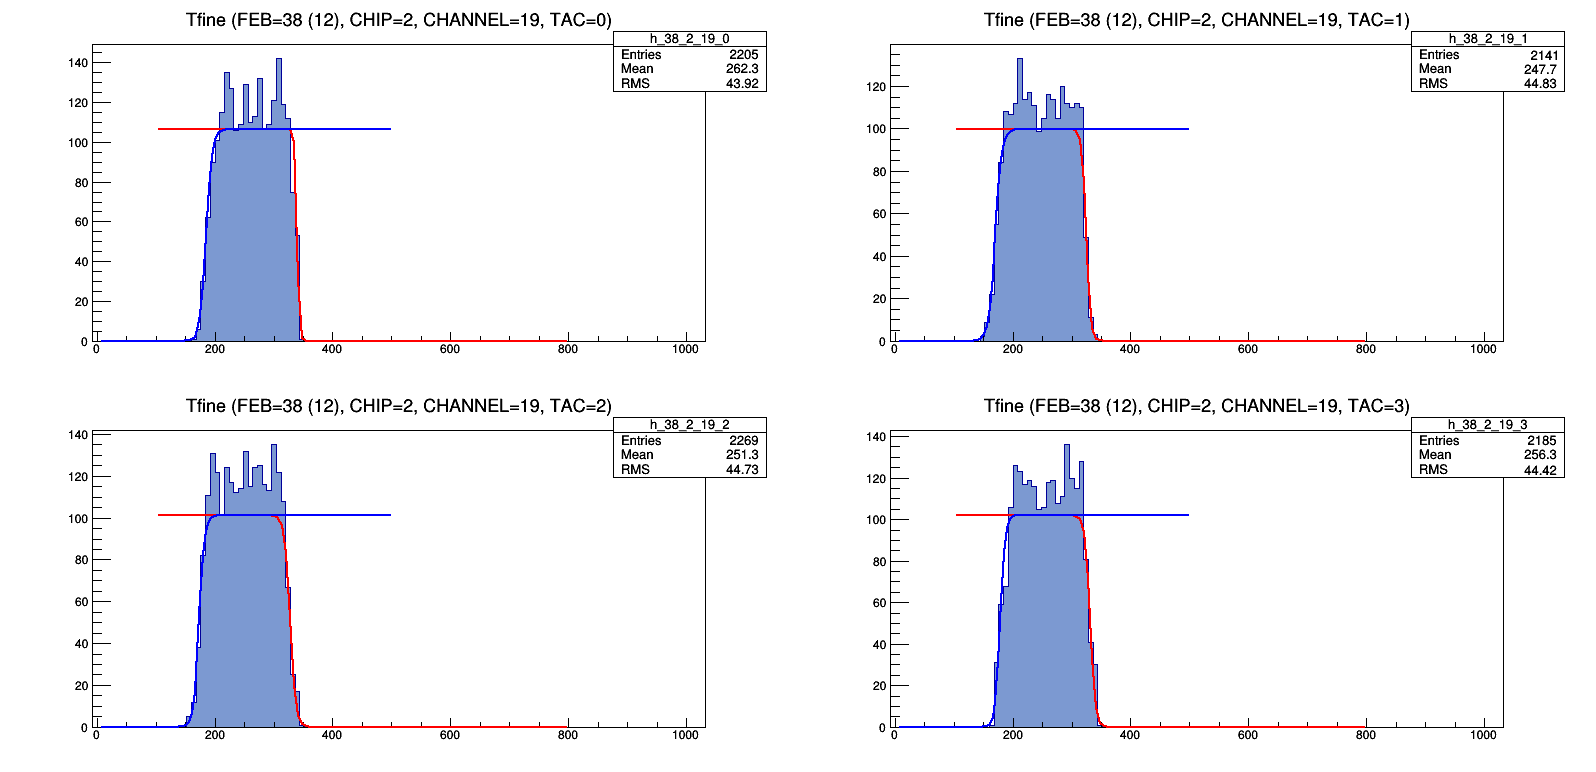 Tfine (FEB=38 (12), CHIP=2, CHANNEL=19, TAC=0)
h_38_2_19_0
Entries 2205
Mean 262.3
RMS 43.92
140
120
100
80
60
40
20
0
0 200 400 600 800 1000
Tfine (FEB=38 (12), CHIP=2, CHANNEL=19, TAC=1)
h_38_2_19_1
Entries 2141
Mean 247.7
RMS 44.83
120
100
80
60
40
20
0
0 200 400 600 800 1000
Tfine (FEB=38 (12), CHIP=2, CHANNEL=19, TAC=2)
h_38_2_19_2
Entries 2269
Mean 251.3
RMS 44.73
140
120
100
80
60
40
20
0
0 200 400 600 800 1000
Tfine (FEB=38 (12), CHIP=2, CHANNEL=19, TAC=3)
h_38_2_19_3
Entries 2185
Mean 256.3
RMS 44.42
140
120
100
80
60
40
20
0
0 200 400 600 800 1000